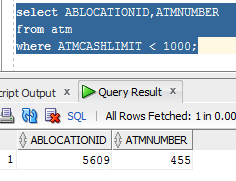 select ABLOCATIONID,ATMNUMBER
from atm
where ATMCASHLIMIT < 1000;
cript Output × Query Result ×
SQL | All Rows Fetched: 1 in 0.00
ABLOCATIONID ATMNUMBER
1 5609 455